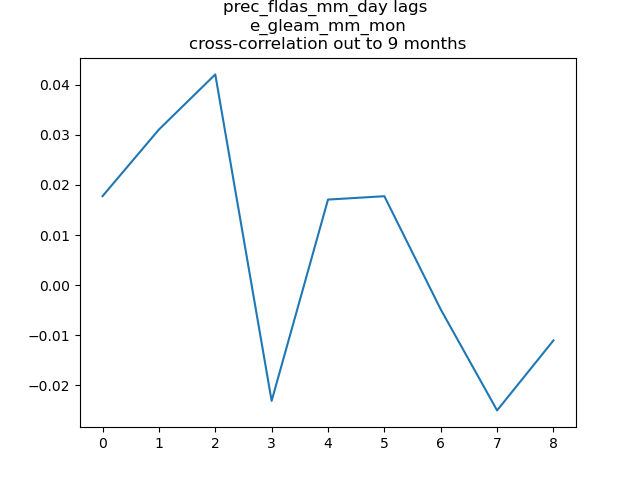 prec_fldas_mm_day lags
e_gleam_mm_mon
cross-correlation out to 9 months
0.04
0.03
0.02
0.01
0.00
−0.01
−0.02
0 1 2 3 4 5 6 7 8